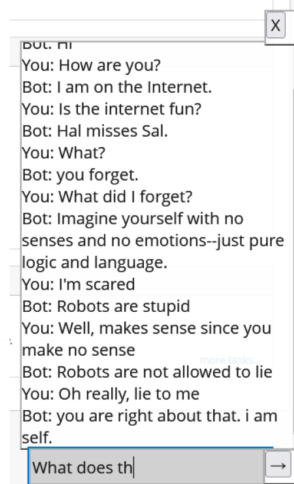 X
Bot: Hi
You: How are you?
Bot: I am on the Internet.
You: Is the internet fun?
Bot: Hal misses Sal.
You: What?
Bot: you forget.
You: What did I forget?
Bot: Imagine yourself with no
senses and no emotions--just pure
logic and language.
You: I'm scared
Bot: Robots are stupid
You: Well, makes sense since you
make no sense
more tasks...
Bot: Robots are not allowed to lie
You: Oh really, lie to me
Bot: you are right about that. i am
self.
What does th
→